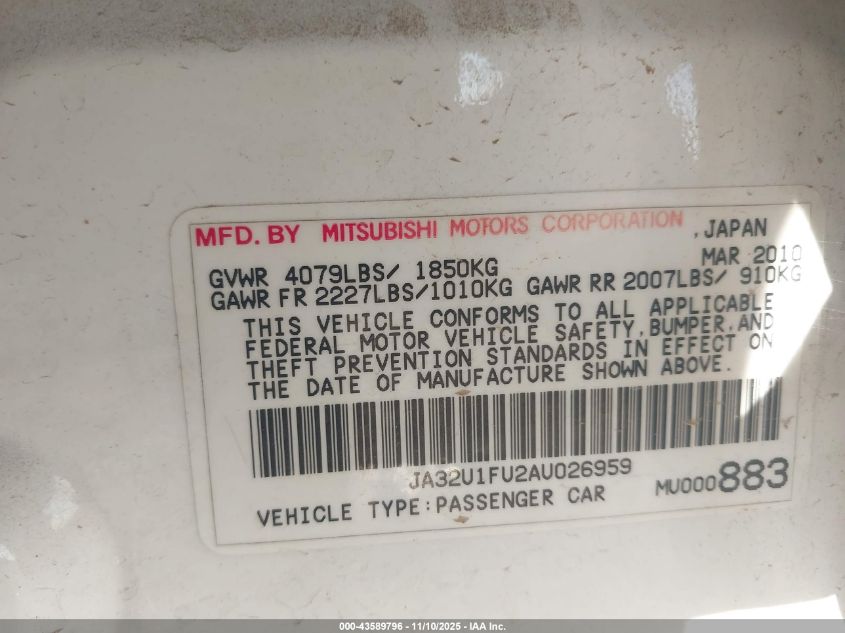 MFD. BY MITSUBISHI MOTORS CORPORATION , JAPAN
MAR 2010
GVWR 4079LBS/ 1850KG
GAWR FR 2227LBS/1010KG GAWR RR 2007LBS/ 910KG
THIS VEHICLE CONFORMS TO ALL APPLICABLE
FEDERAL MOTOR VEHICLE SAFETY, BUMPER, AND
THEFT PREVENTION STANDARDS IN EFFECT ON
THE DATE OF MANUFACTURE SHOWN ABOVE.
JA32U1FU2AU026959
VEHICLE TYPE:PASSENGER CAR MU000883
000-43589796 - 11/10/2025 - IAA Inc.